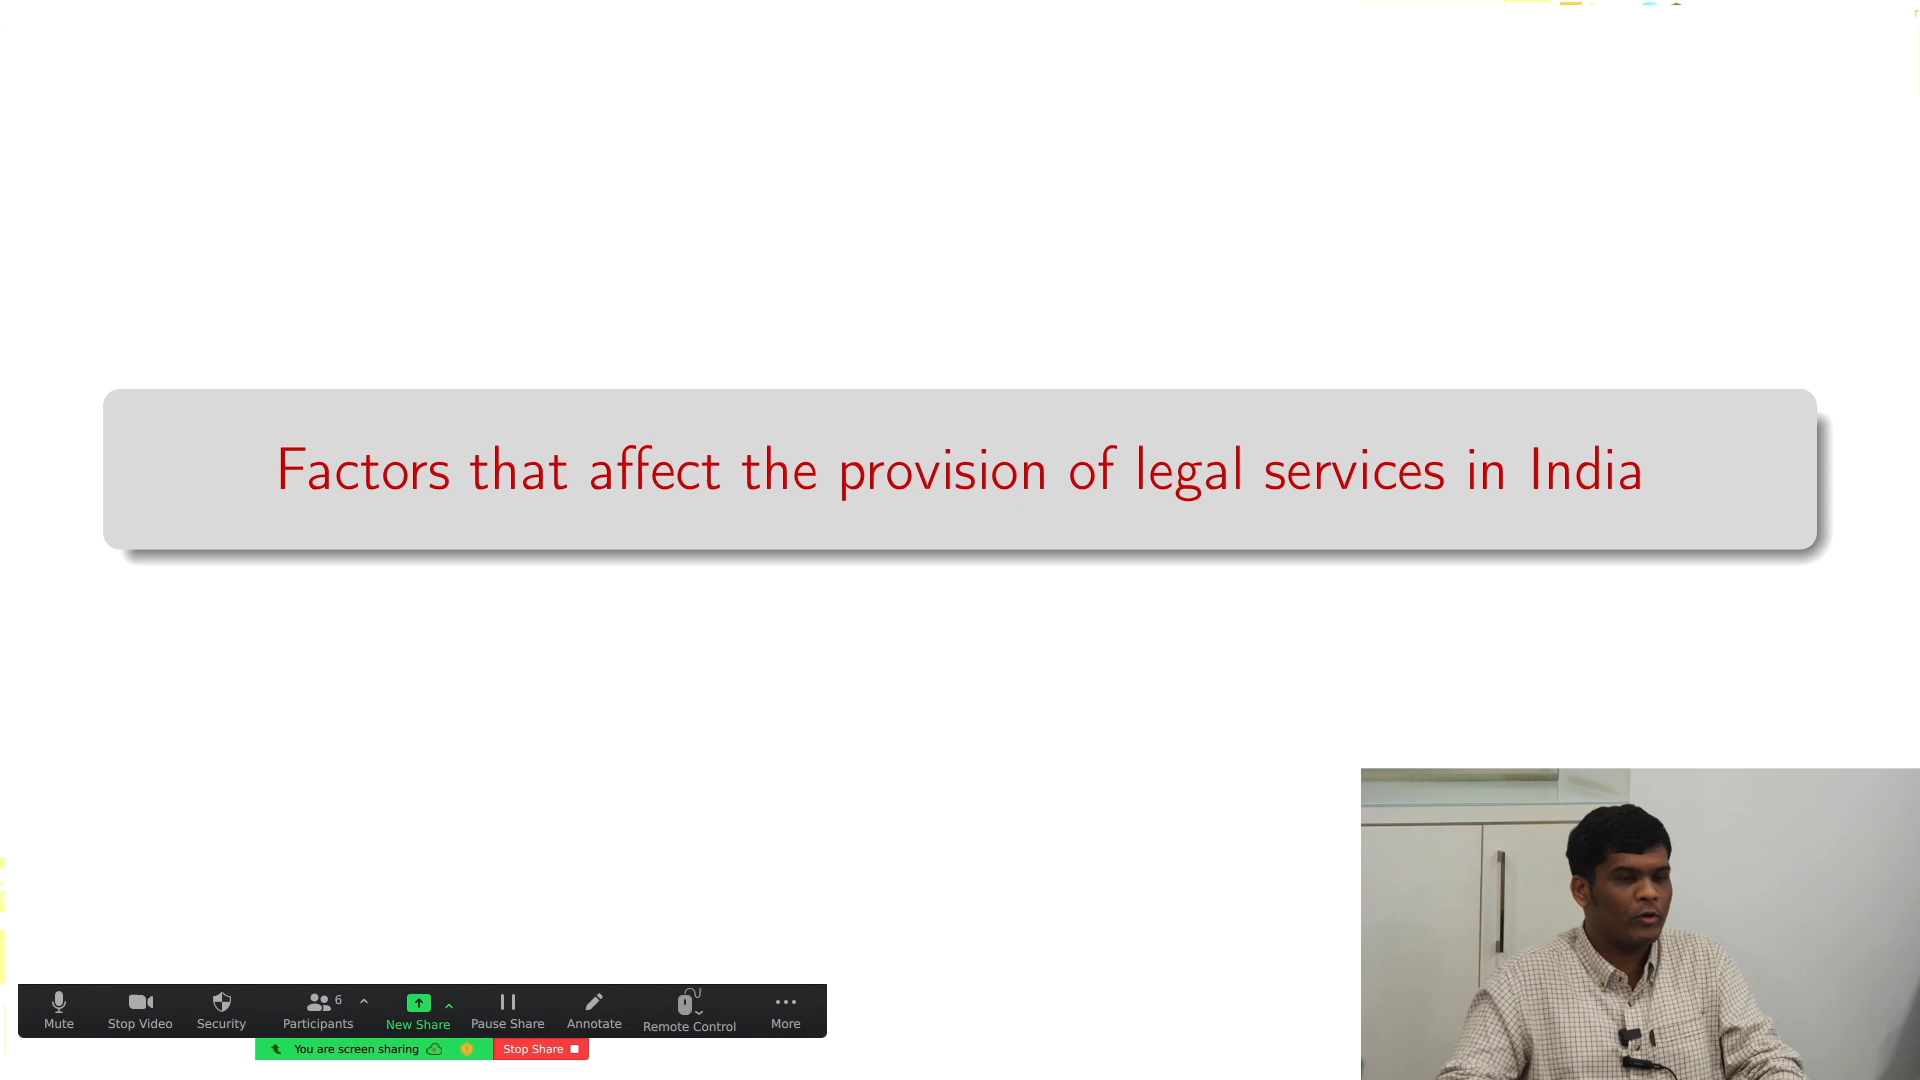 Factors that affect the provision of legal services in India
Mute
Stop Video
Security
6
Participants
New Share
Pause Share
Annotate
Remote Control
More
You are screen sharing
Stop Share